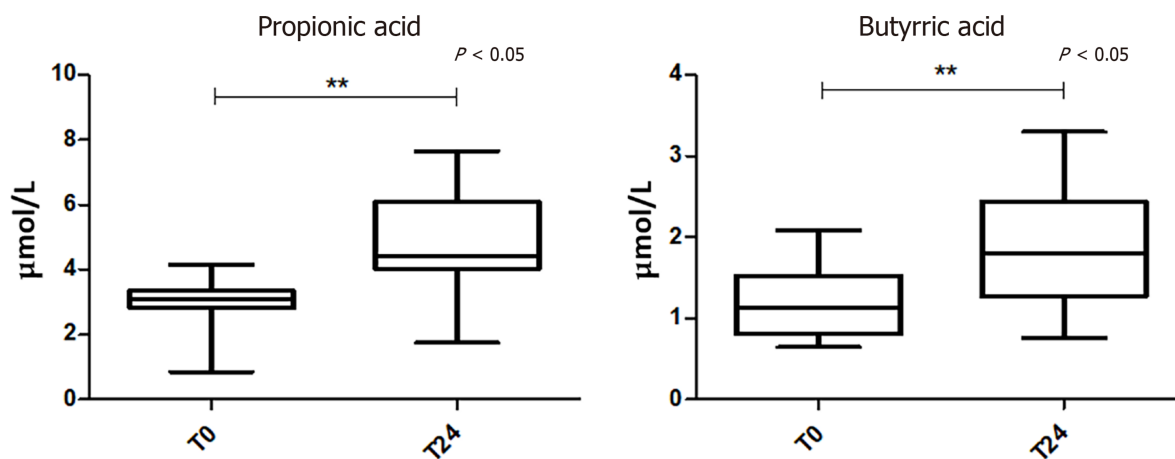 Propionic acid
P < 0.05
**
10
8
6
4
2
0
μmol/L
T0
T24
Butyrric acid
P < 0.05
**
4
3
2
1
0
μmol/L
T0
T24